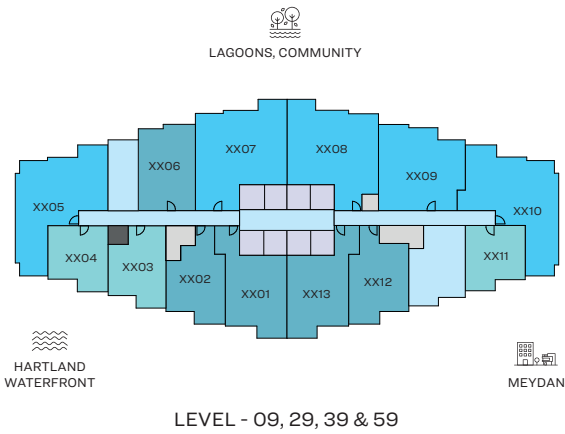 LAGOONS, COMMUNITY
XX07
XX08
XX06
XX09
XX05
XX10
XX04
XX03
XX02
XX01
XX13
XX12
XX11
HARTLAND
WATERFRONT
MEYDAN
LEVEL - 09, 29, 39 & 59